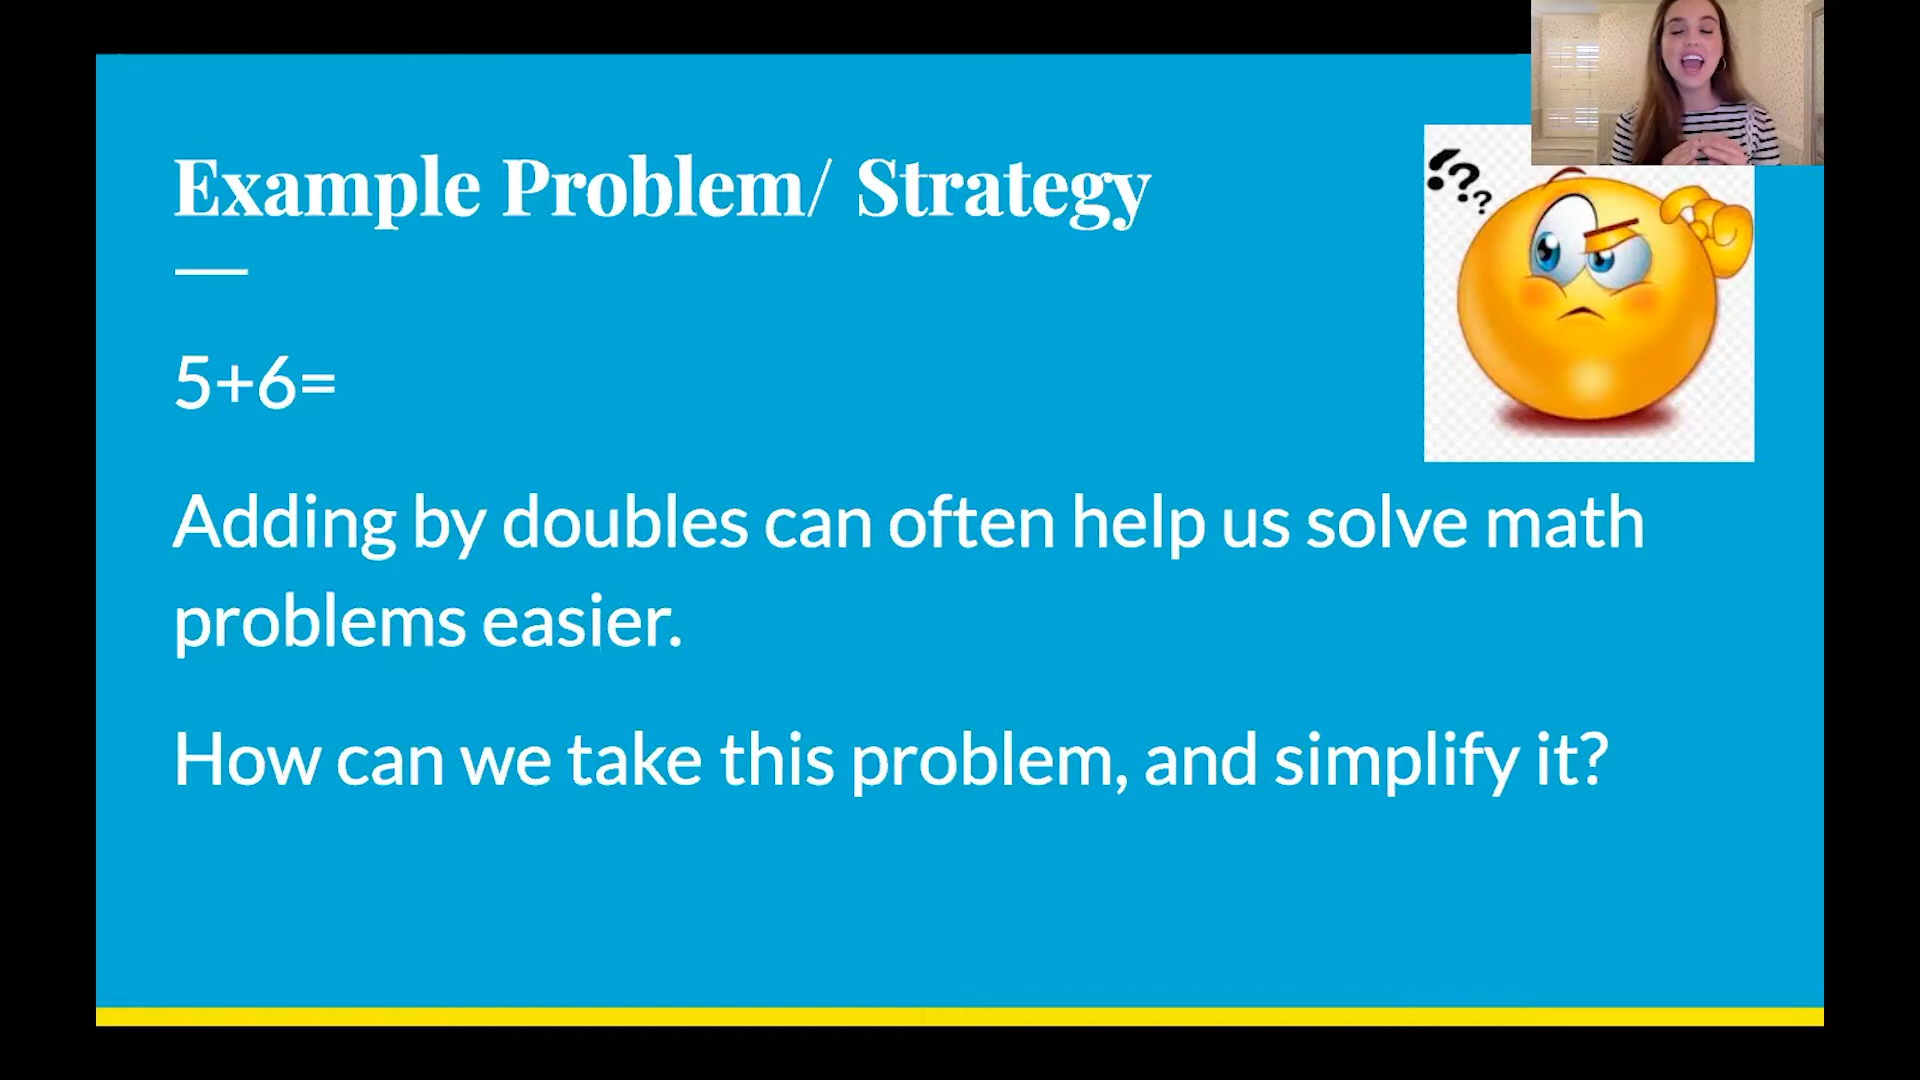 Example Problem/ Strategy
5+6=
Adding by doubles can often help us solve math
problems easier.
How can we take this problem, and simplify it?
???